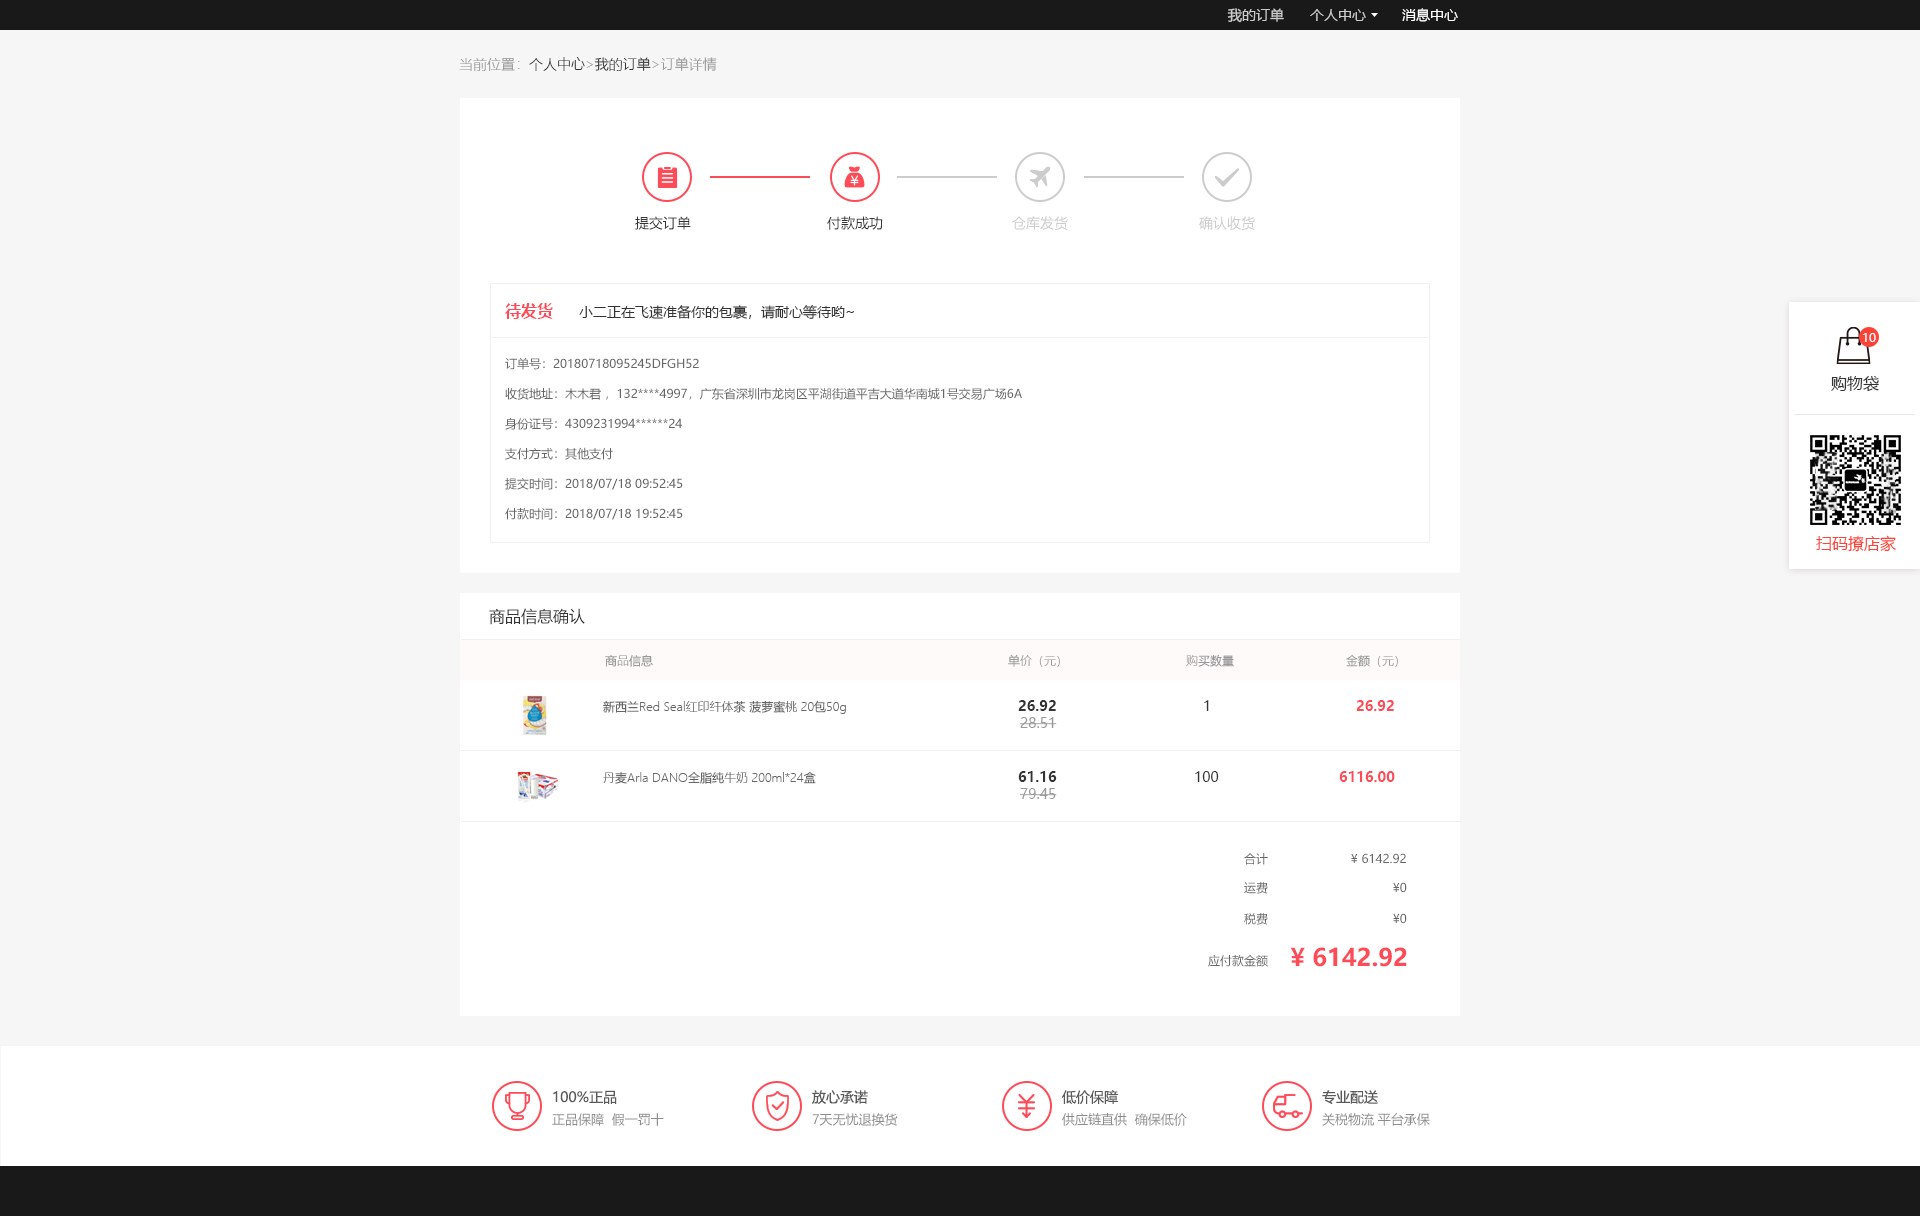 我的订单 个人中心 消息中心
当前位置：个人中心>我的订单>订单详情
提交订单 付款成功 仓库发货 确认收货
待发货 小二正在飞速准备你的包裹，请耐心等待哟~
订单号：20180718095245DFGH52
收货地址：木木君 ，132****4997，广东省深圳市龙岗区平湖街道平吉大道华南城1号交易广场6A
身份证号：4309231994******24
支付方式：其他支付
提交时间：2018/07/18 09:52:45
付款时间：2018/07/18 19:52:45
10
购物袋
扫码撩店家
商品信息确认
商品信息 单价（元） 购买数量 金额（元）
新西兰Red Seal红印纤体茶 菠萝蜜桃 20包50g 26.92 1 26.92
28.51
丹麦Arla DANO全脂纯牛奶 200ml*24盒 61.16 100 6116.00
79.45
合计 ¥ 6142.92
运费 ¥0
税费 ¥0
应付款金额 ¥ 6142.92
100%正品 放心承诺 低价保障 专业配送
正品保障 假一罚十 7天无忧退换货 供应链直供 确保低价 关税物流 平台承保